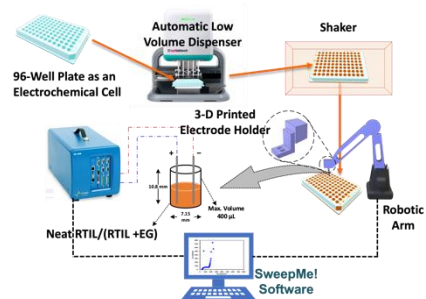 Automatic Low
Volume Dispenser
Shaker
96-Well Plate as an
Electrochemical Cell
3-D Printed
Electrode Holder
+
-
10.8 mm
Max. Volume
400 µL
7.15
mm
Neat RTIL/(RTIL +EG)
Robotic
Arm
SweepMe!
Software